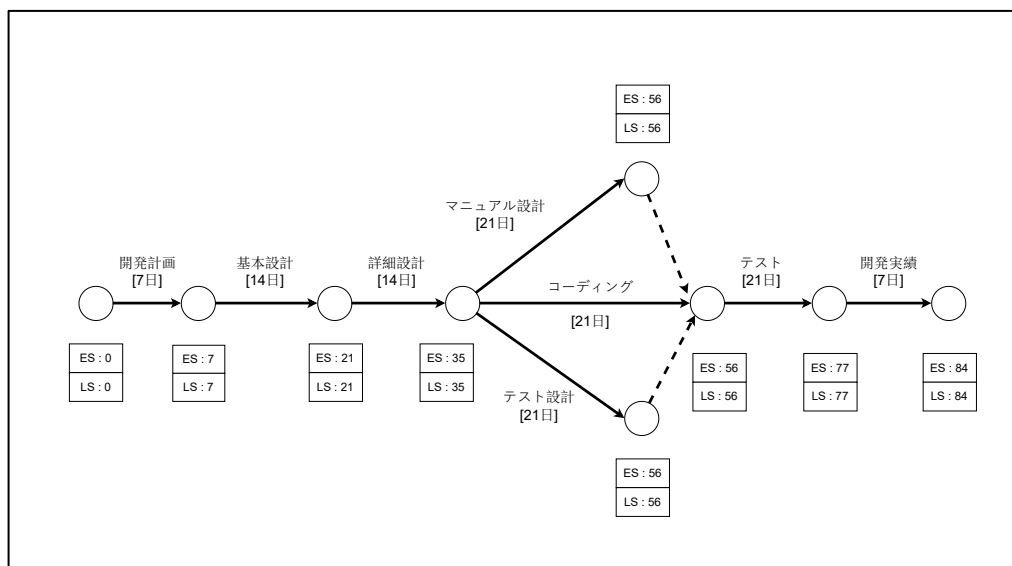 ES : 56
LS : 56
マニュアル設計
[21日]
開発計画
[7日]
基本設計
[14日]
詳細設計
[14日]
コーディング
[21日]
テスト
[21日]
開発実績
[7日]
ES : 0
LS : 0
ES : 7
LS : 7
ES : 21
LS : 21
ES : 35
LS : 35
テスト設計
[21日]
ES : 56
LS : 56
ES : 77
LS : 77
ES : 84
LS : 84
ES : 56
LS : 56